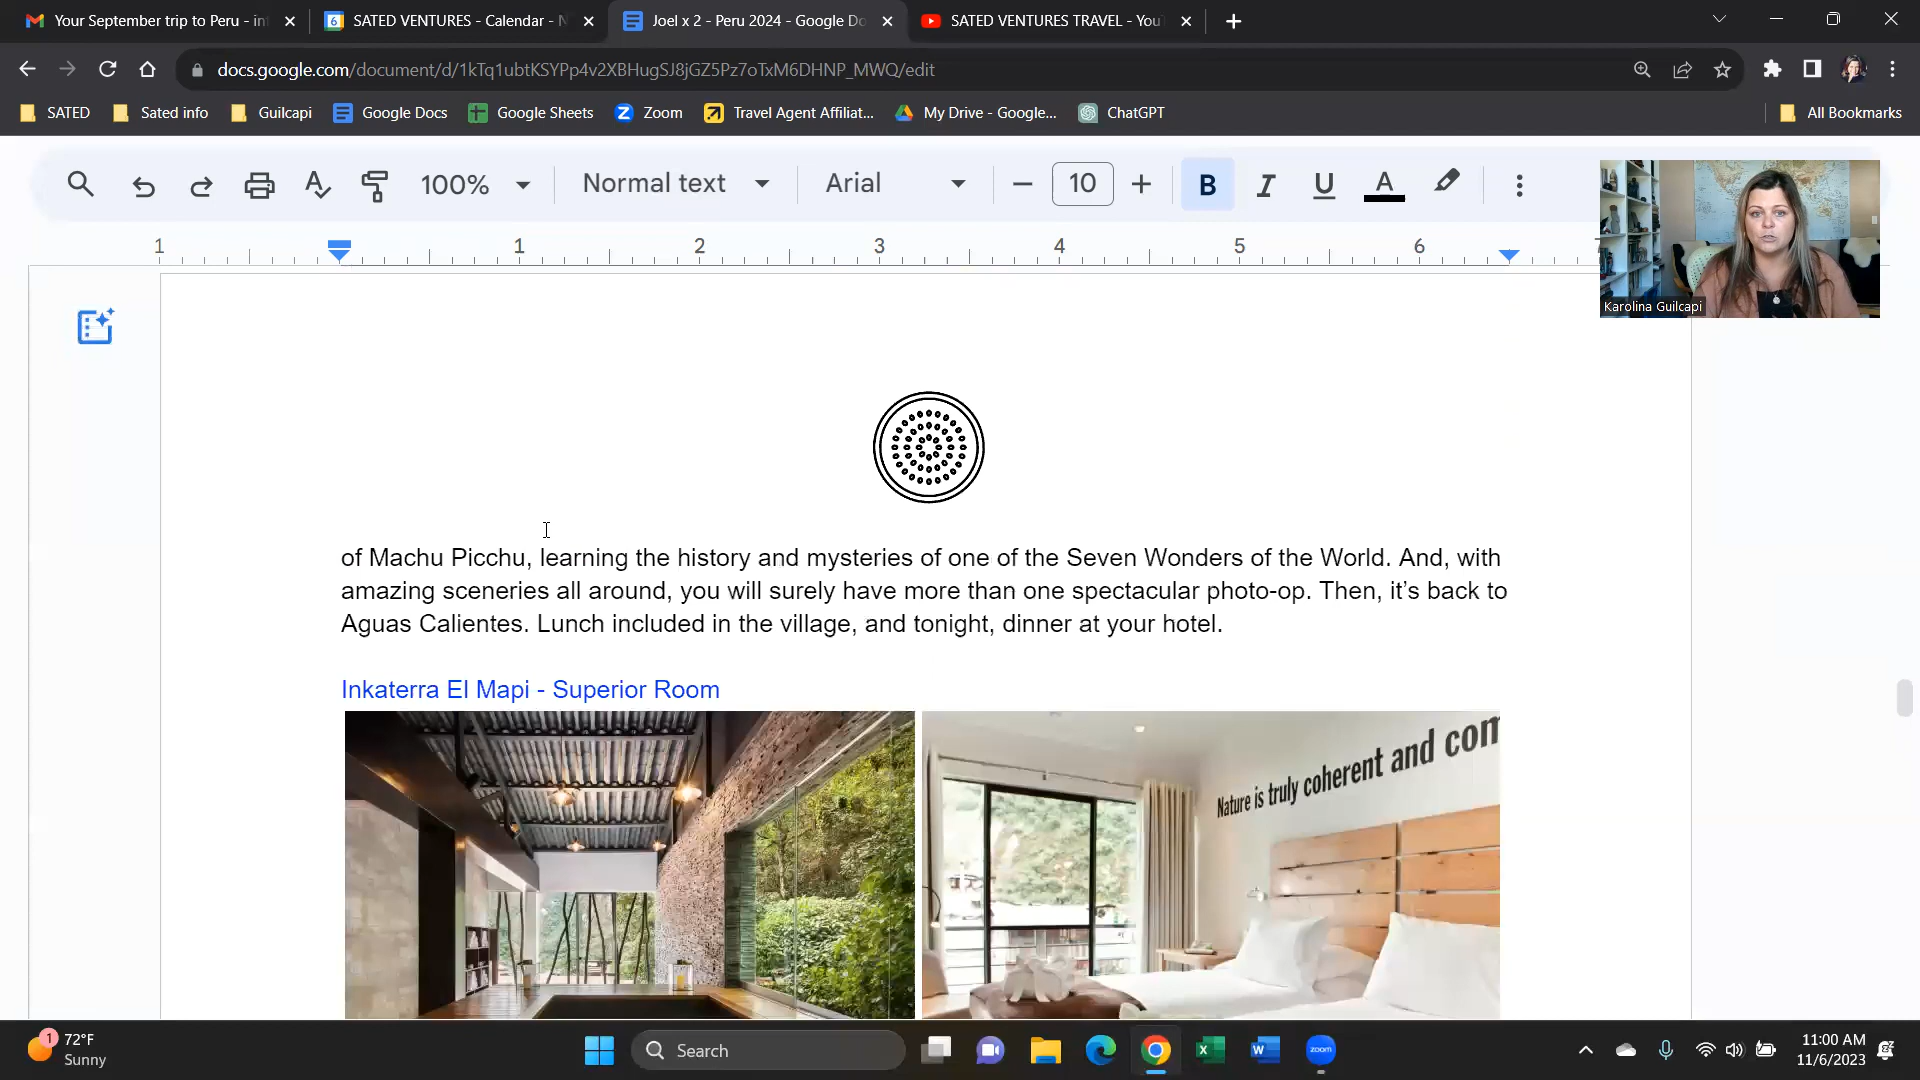 Your September trip to Peru - in
SATED VENTURES - Calendar - N
Joel x 2 - Peru 2024 - Google Do
SATED VENTURES TRAVEL - You
docs.google.com/document/d/1kTq1ubtKSYPp4v2XBHugSJ8jGZ5Pz7oTxM6DHNP_MWQ/edit
SATED
Sated info
Guilcapi
Google Docs
Google Sheets
Zoom
Travel Agent Affiliat...
My Drive - Google...
ChatGPT
All Bookmarks
100%
Normal text
Arial
10
B I U A
1 1 2 3 4 5 6
Karolina Guilcapi
of Machu Picchu, learning the history and mysteries of one of the Seven Wonders of the World. And, with
amazing sceneries all around, you will surely have more than one spectacular photo-op. Then, it’s back to
Aguas Calientes. Lunch included in the village, and tonight, dinner at your hotel.
Inkaterra El Mapi - Superior Room
Nature is truly coherent and com
1
72°F
Sunny
Search
zoom
11:00 AM
11/6/2023